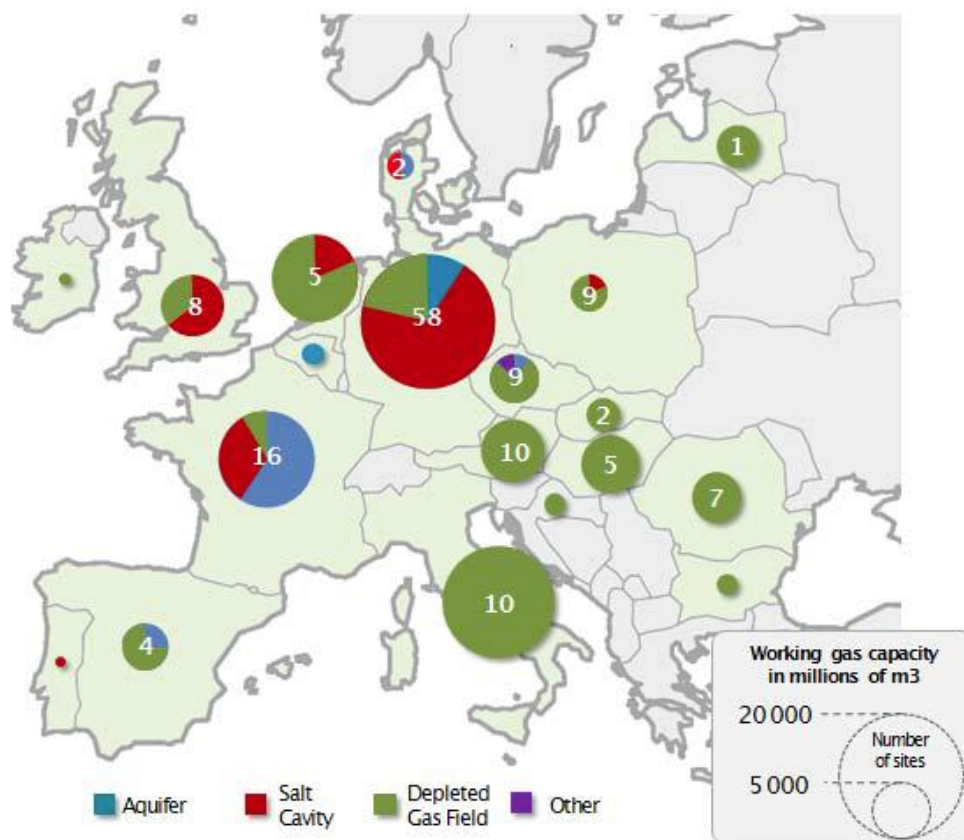 1
2
5
8
58
9
9
2
16
10
5
7
10
4
Working gas capacity
in millions of m3
20 000
Number
of sites
5 000
Aquifer
Salt
Cavity
Depleted
Gas Field
Other